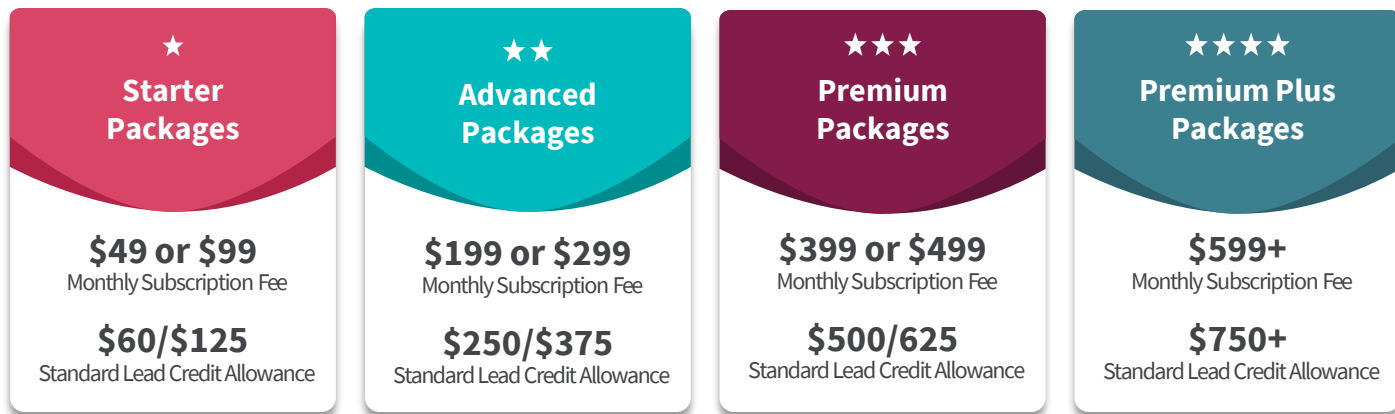 Starter
Packages
$49 or $99
Monthly Subscription Fee
$60/$125
Standard Lead Credit Allowance
Advanced
Packages
$199 or $299
Monthly Subscription Fee
$250/$375
Standard Lead Credit Allowance
Premium
Packages
$399 or $499
Monthly Subscription Fee
$500/625
Standard Lead Credit Allowance
Premium Plus
Packages
$599+
Monthly Subscription Fee
$750+
Standard Lead Credit Allowance